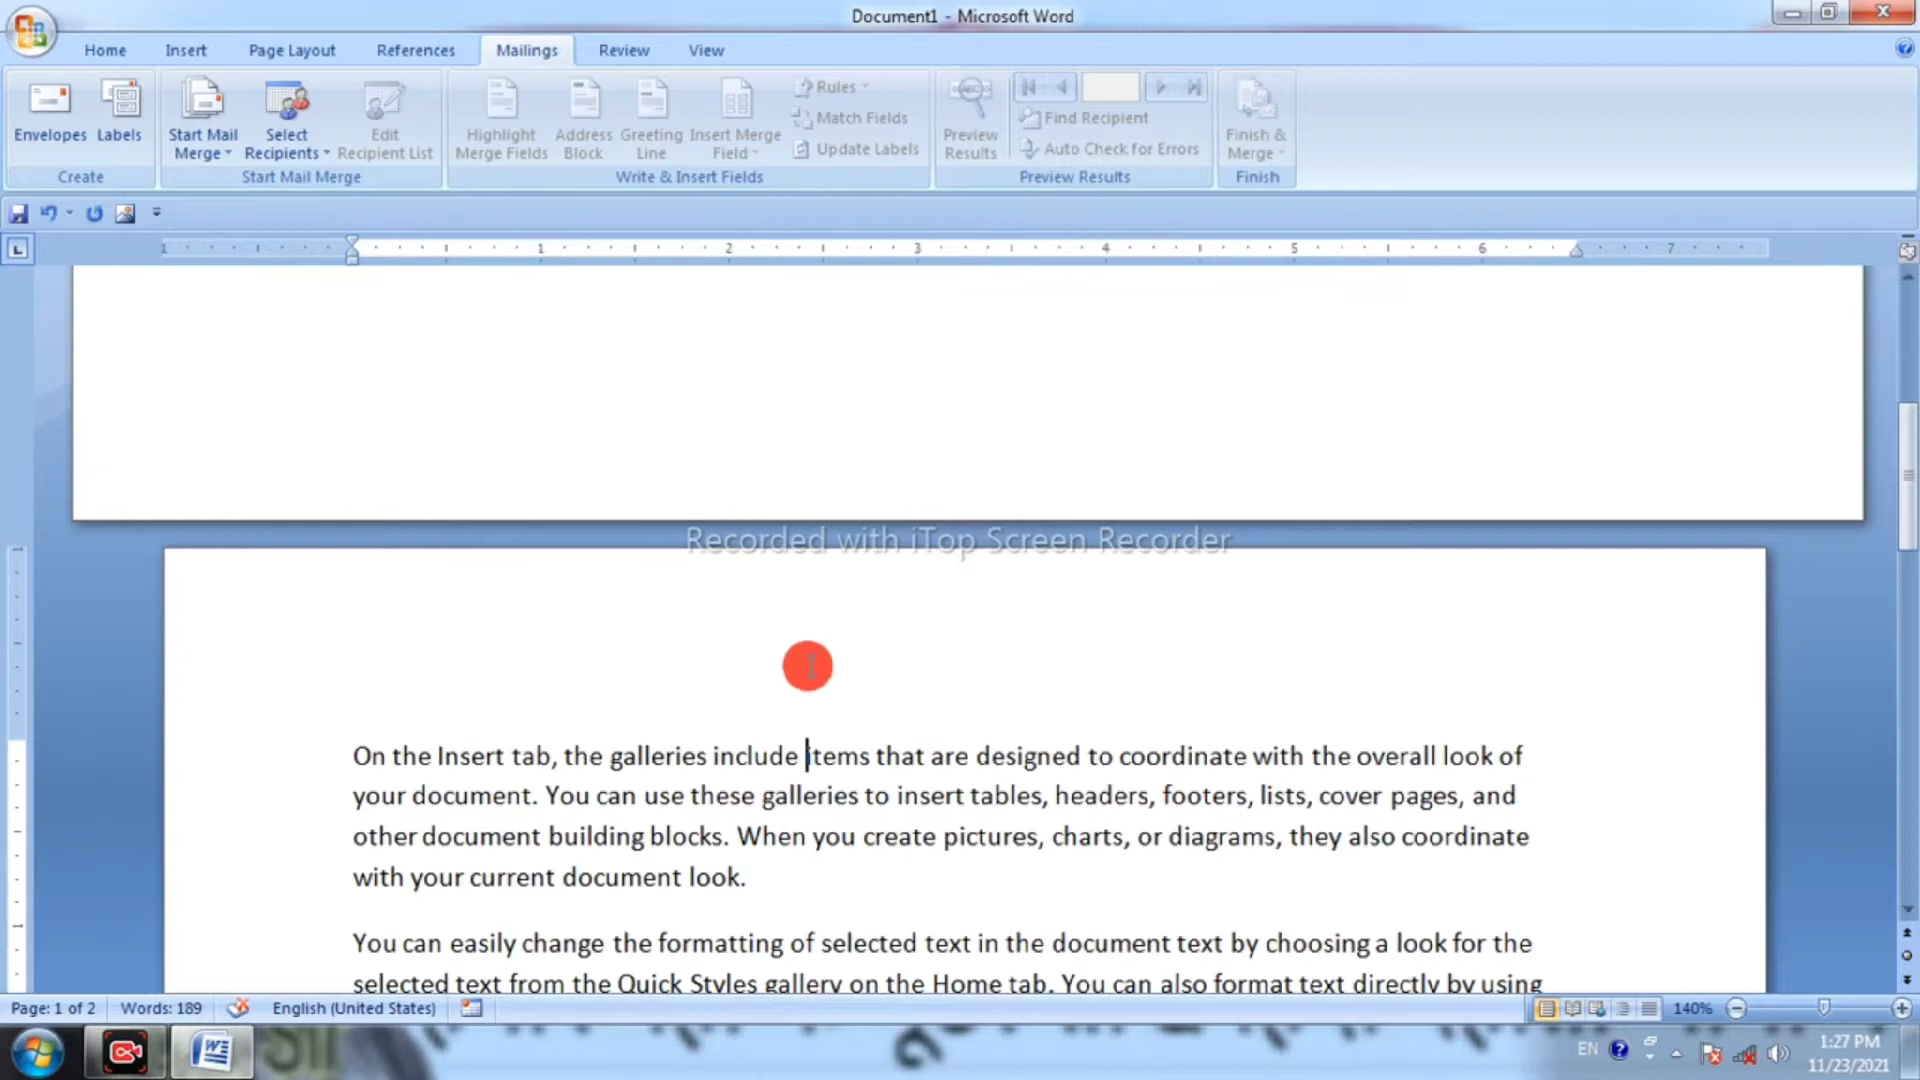 Document1 - Microsoft Word
Home Insert Page Layout References Mailings Review View
Envelopes Labels Start Mail Merge Select Recipients Edit Recipient List Highlight Merge Fields Address Block Greeting Line Insert Merge Field Rules Match Fields Update Labels Preview Results Find Recipient Auto Check for Errors Finish & Merge
Create Start Mail Merge Write & Insert Fields Preview Results Finish
1 1 2 3 4 5 6 7
Recorded with iTop Screen Recorder
On the Insert tab, the galleries include items that are designed to coordinate with the overall look of
your document. You can use these galleries to insert tables, headers, footers, lists, cover pages, and
other document building blocks. When you create pictures, charts, or diagrams, they also coordinate
with your current document look.
You can easily change the formatting of selected text in the document text by choosing a look for the
selected text from the Quick Styles gallery on the Home tab. You can also format text directly by using
Page: 1 of 2 Words: 189 English (United States) 140%
EN 1:27 PM
11/23/2021